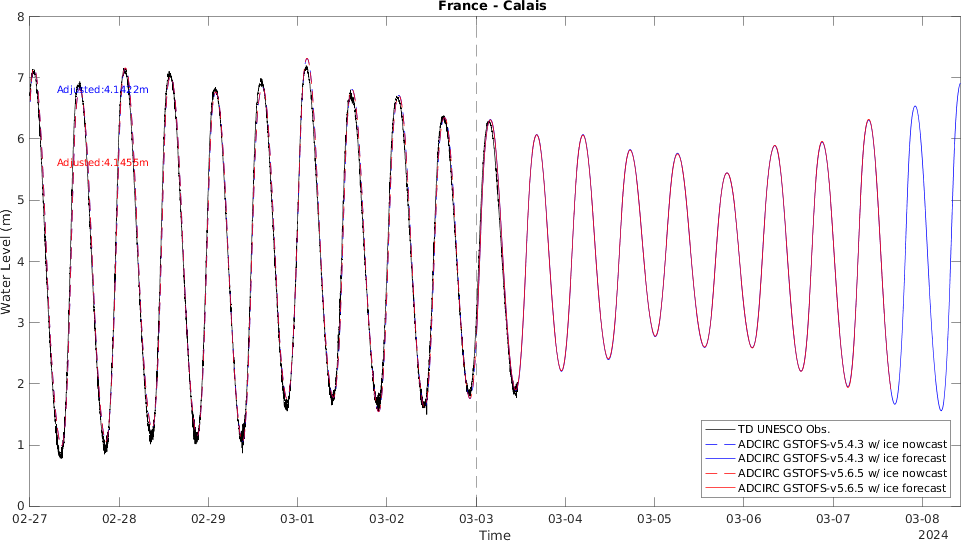 France - Calais
8
7
6
5
4
3
2
1
0
Water Level (m)
Adjusted:4.1422m
Adjusted:4.1455m
TD UNESCO Obs.
ADCIRC GSTOFS-v5.4.3 w/ ice nowcast
ADCIRC GSTOFS-v5.4.3 w/ ice forecast
ADCIRC GSTOFS-v5.6.5 w/ ice nowcast
ADCIRC GSTOFS-v5.6.5 w/ ice forecast
02-27 02-28 02-29 03-01 03-02 03-03 03-04 03-05 03-06 03-07 03-08
Time
2024